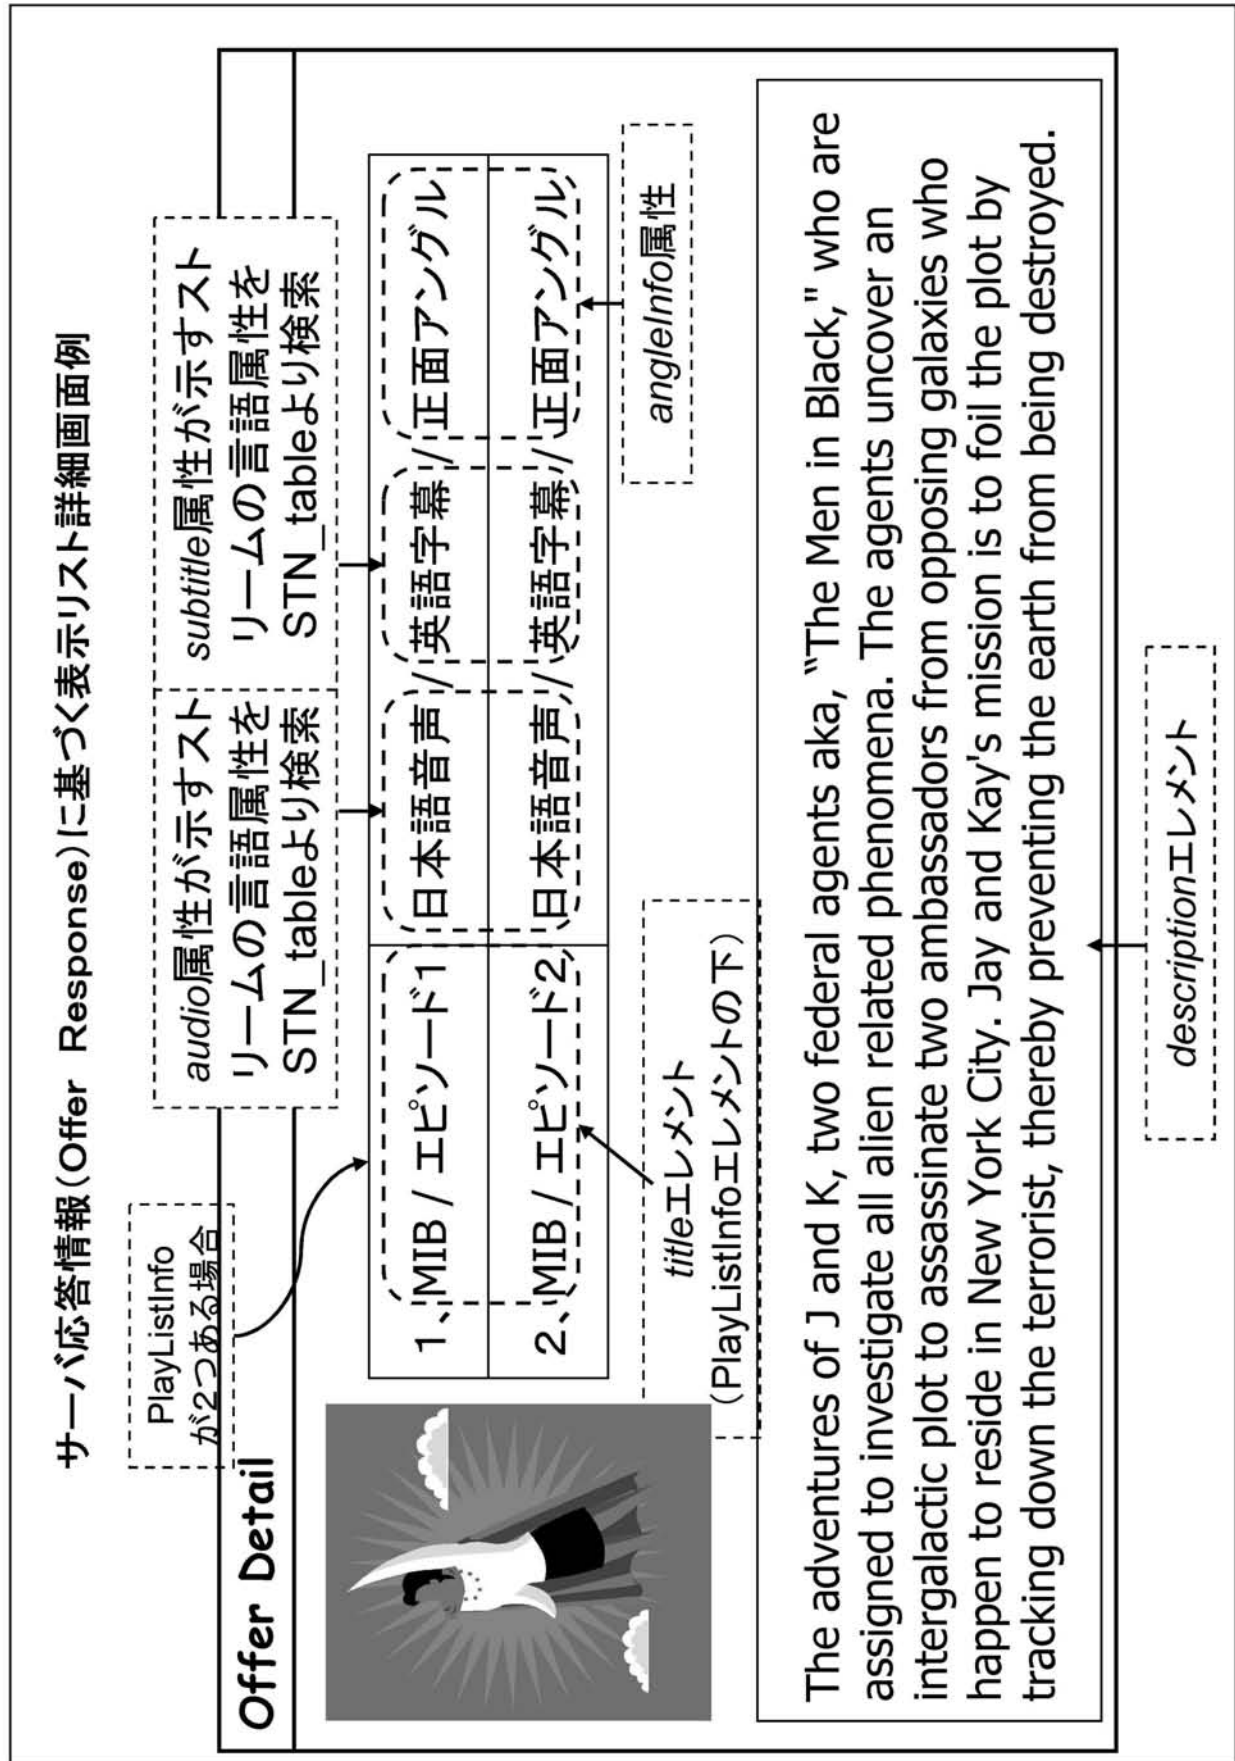 サーバ応答情報(Offer Response)に基づく表示リスト詳細画面例
PlayListInfo
が2つある場合
audio属性が示すスト
リームの言語属性を
STN_tableより検索
subtitle属性が示すスト
リームの言語属性を
STN_tableより検索
Offer Detail
1、MIB / エピソード1 日本語音声 / 英語字幕 / 正面アングル
2、MIB / エピソード2 日本語音声 / 英語字幕 / 正面アングル
titleエレメント
(PlayListInfoエレメントの下)
angleInfo属性
The adventures of J and K, two federal agents aka, "The Men in Black," who are
assigned to investigate all alien related phenomena. The agents uncover an
intergalactic plot to assassinate two ambassadors from opposing galaxies who
happen to reside in New York City. Jay and Kay's mission is to foil the plot by
tracking down the terrorist, thereby preventing the earth from being destroyed.
descriptionエレメント